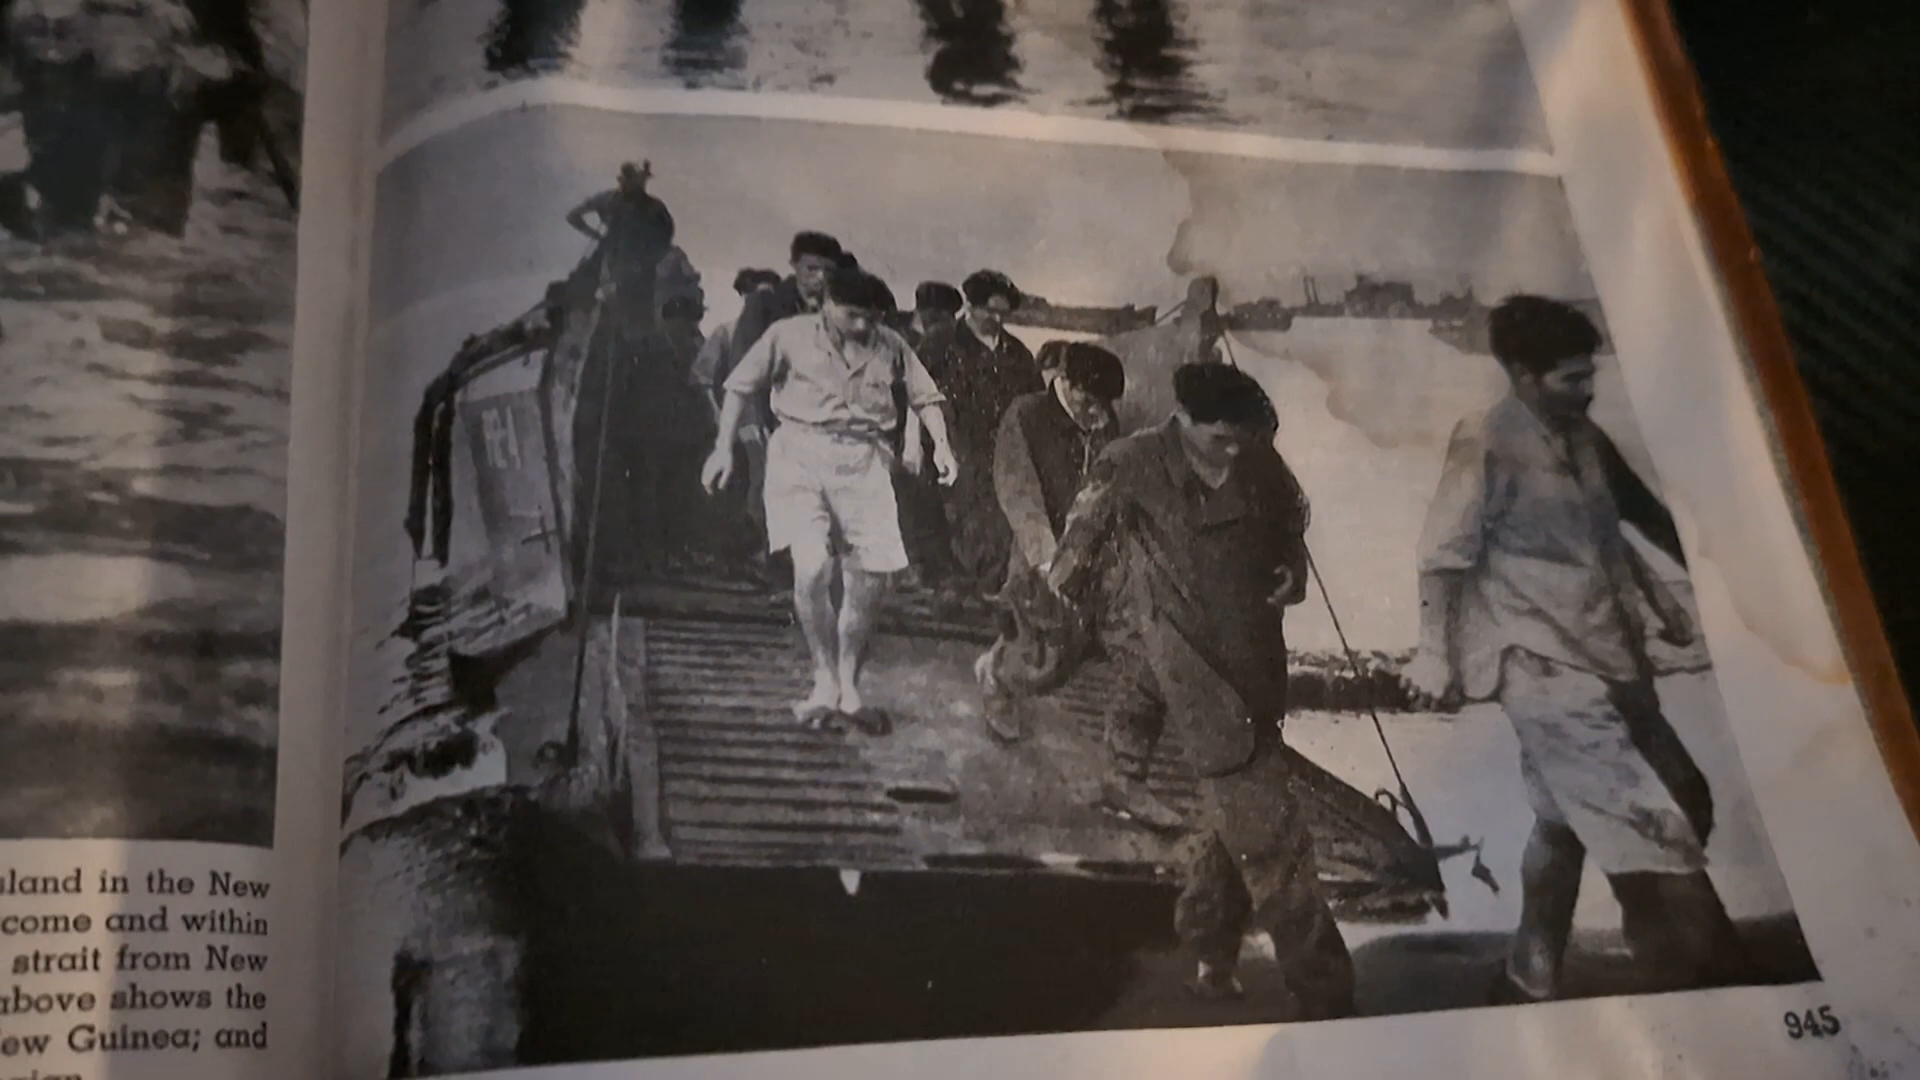 sland in the New
come and within
strait from New
above shows the
ew Guinea; and
945